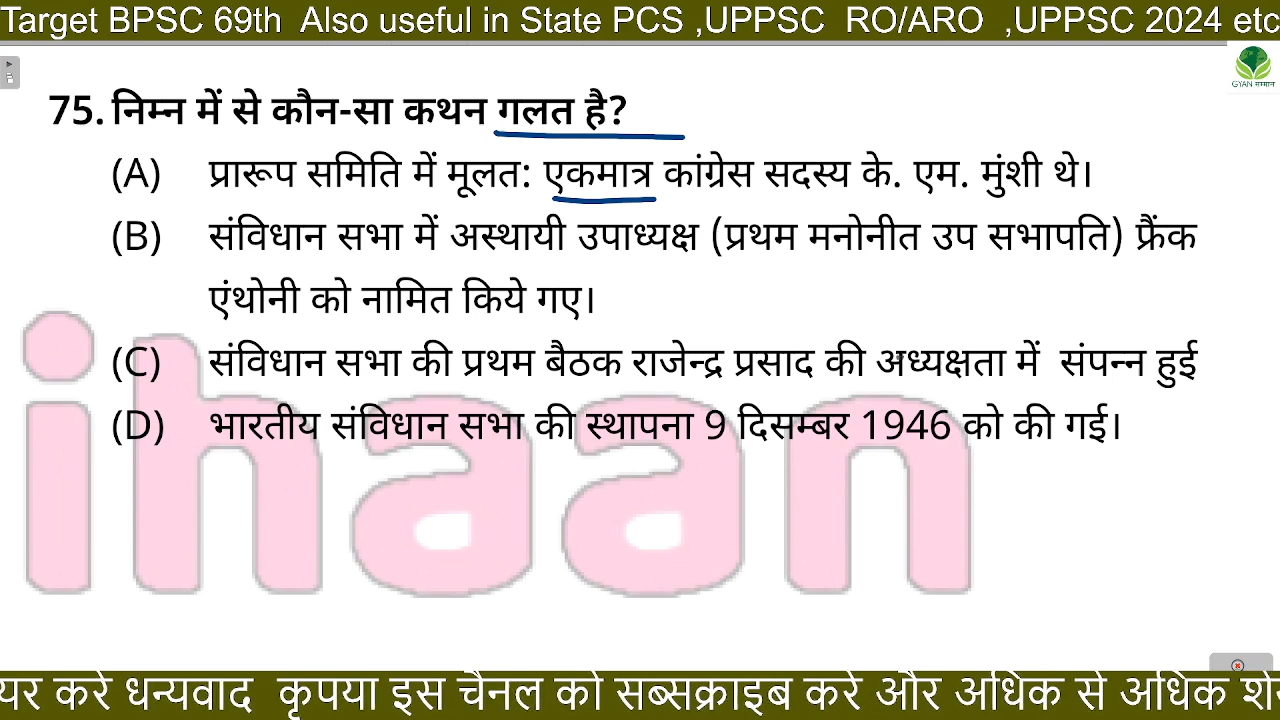 Target BPSC 69th Also useful in State PCS ,UPPSC RO/ARO ,UPPSC 2024 etc
GYAN सम्मान
75. निम्न में से कौन-सा कथन गलत है?
(A) प्रारूप समिति में मूलत: एकमात्र कांग्रेस सदस्य के. एम. मुंशी थे।
(B) संविधान सभा में अस्थायी उपाध्यक्ष (प्रथम मनोनीत उप सभापति) फ्रैंक
एंथोनी को नामित किये गए।
(C) संविधान सभा की प्रथम बैठक राजेन्द्र प्रसाद की अध्यक्षता में संपन्न हुई
(D) भारतीय संविधान सभा की स्थापना 9 दिसम्बर 1946 को की गई।
ihaan
यर करे धन्यवाद कृपया इस चैनल को सब्सक्राइब करे और अधिक से अधिक शे